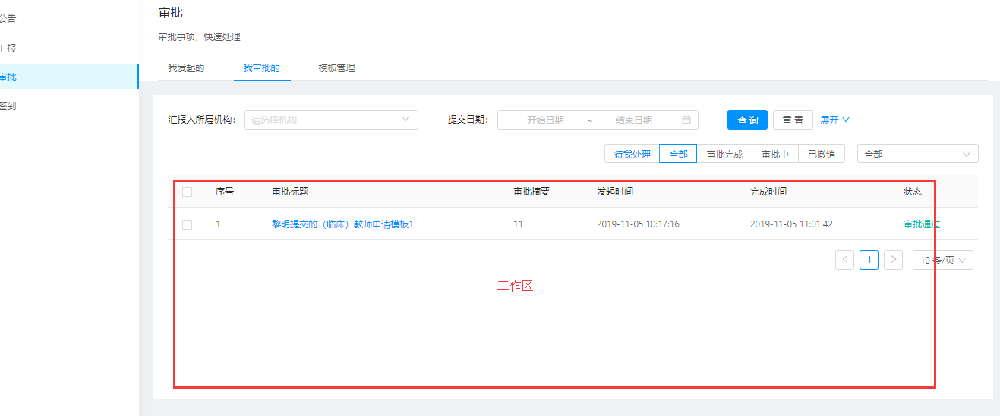 公告
汇报
审批
签到
审批
审批事项，快速处理
我发起的 我审批的 模板管理
汇报人所属机构： 请选择机构 提交日期： 开始日期 ~ 结束日期 查询 重置 展开
待我处理 全部 审批完成 审批中 已撤销 全部
序号 审批标题 审批摘要 发起时间 完成时间 状态
1 黎明提交的（临床）教师申请模板1 11 2019-11-05 10:17:16 2019-11-05 11:01:42 审批通过
< 1 > 10 条/页
工作区